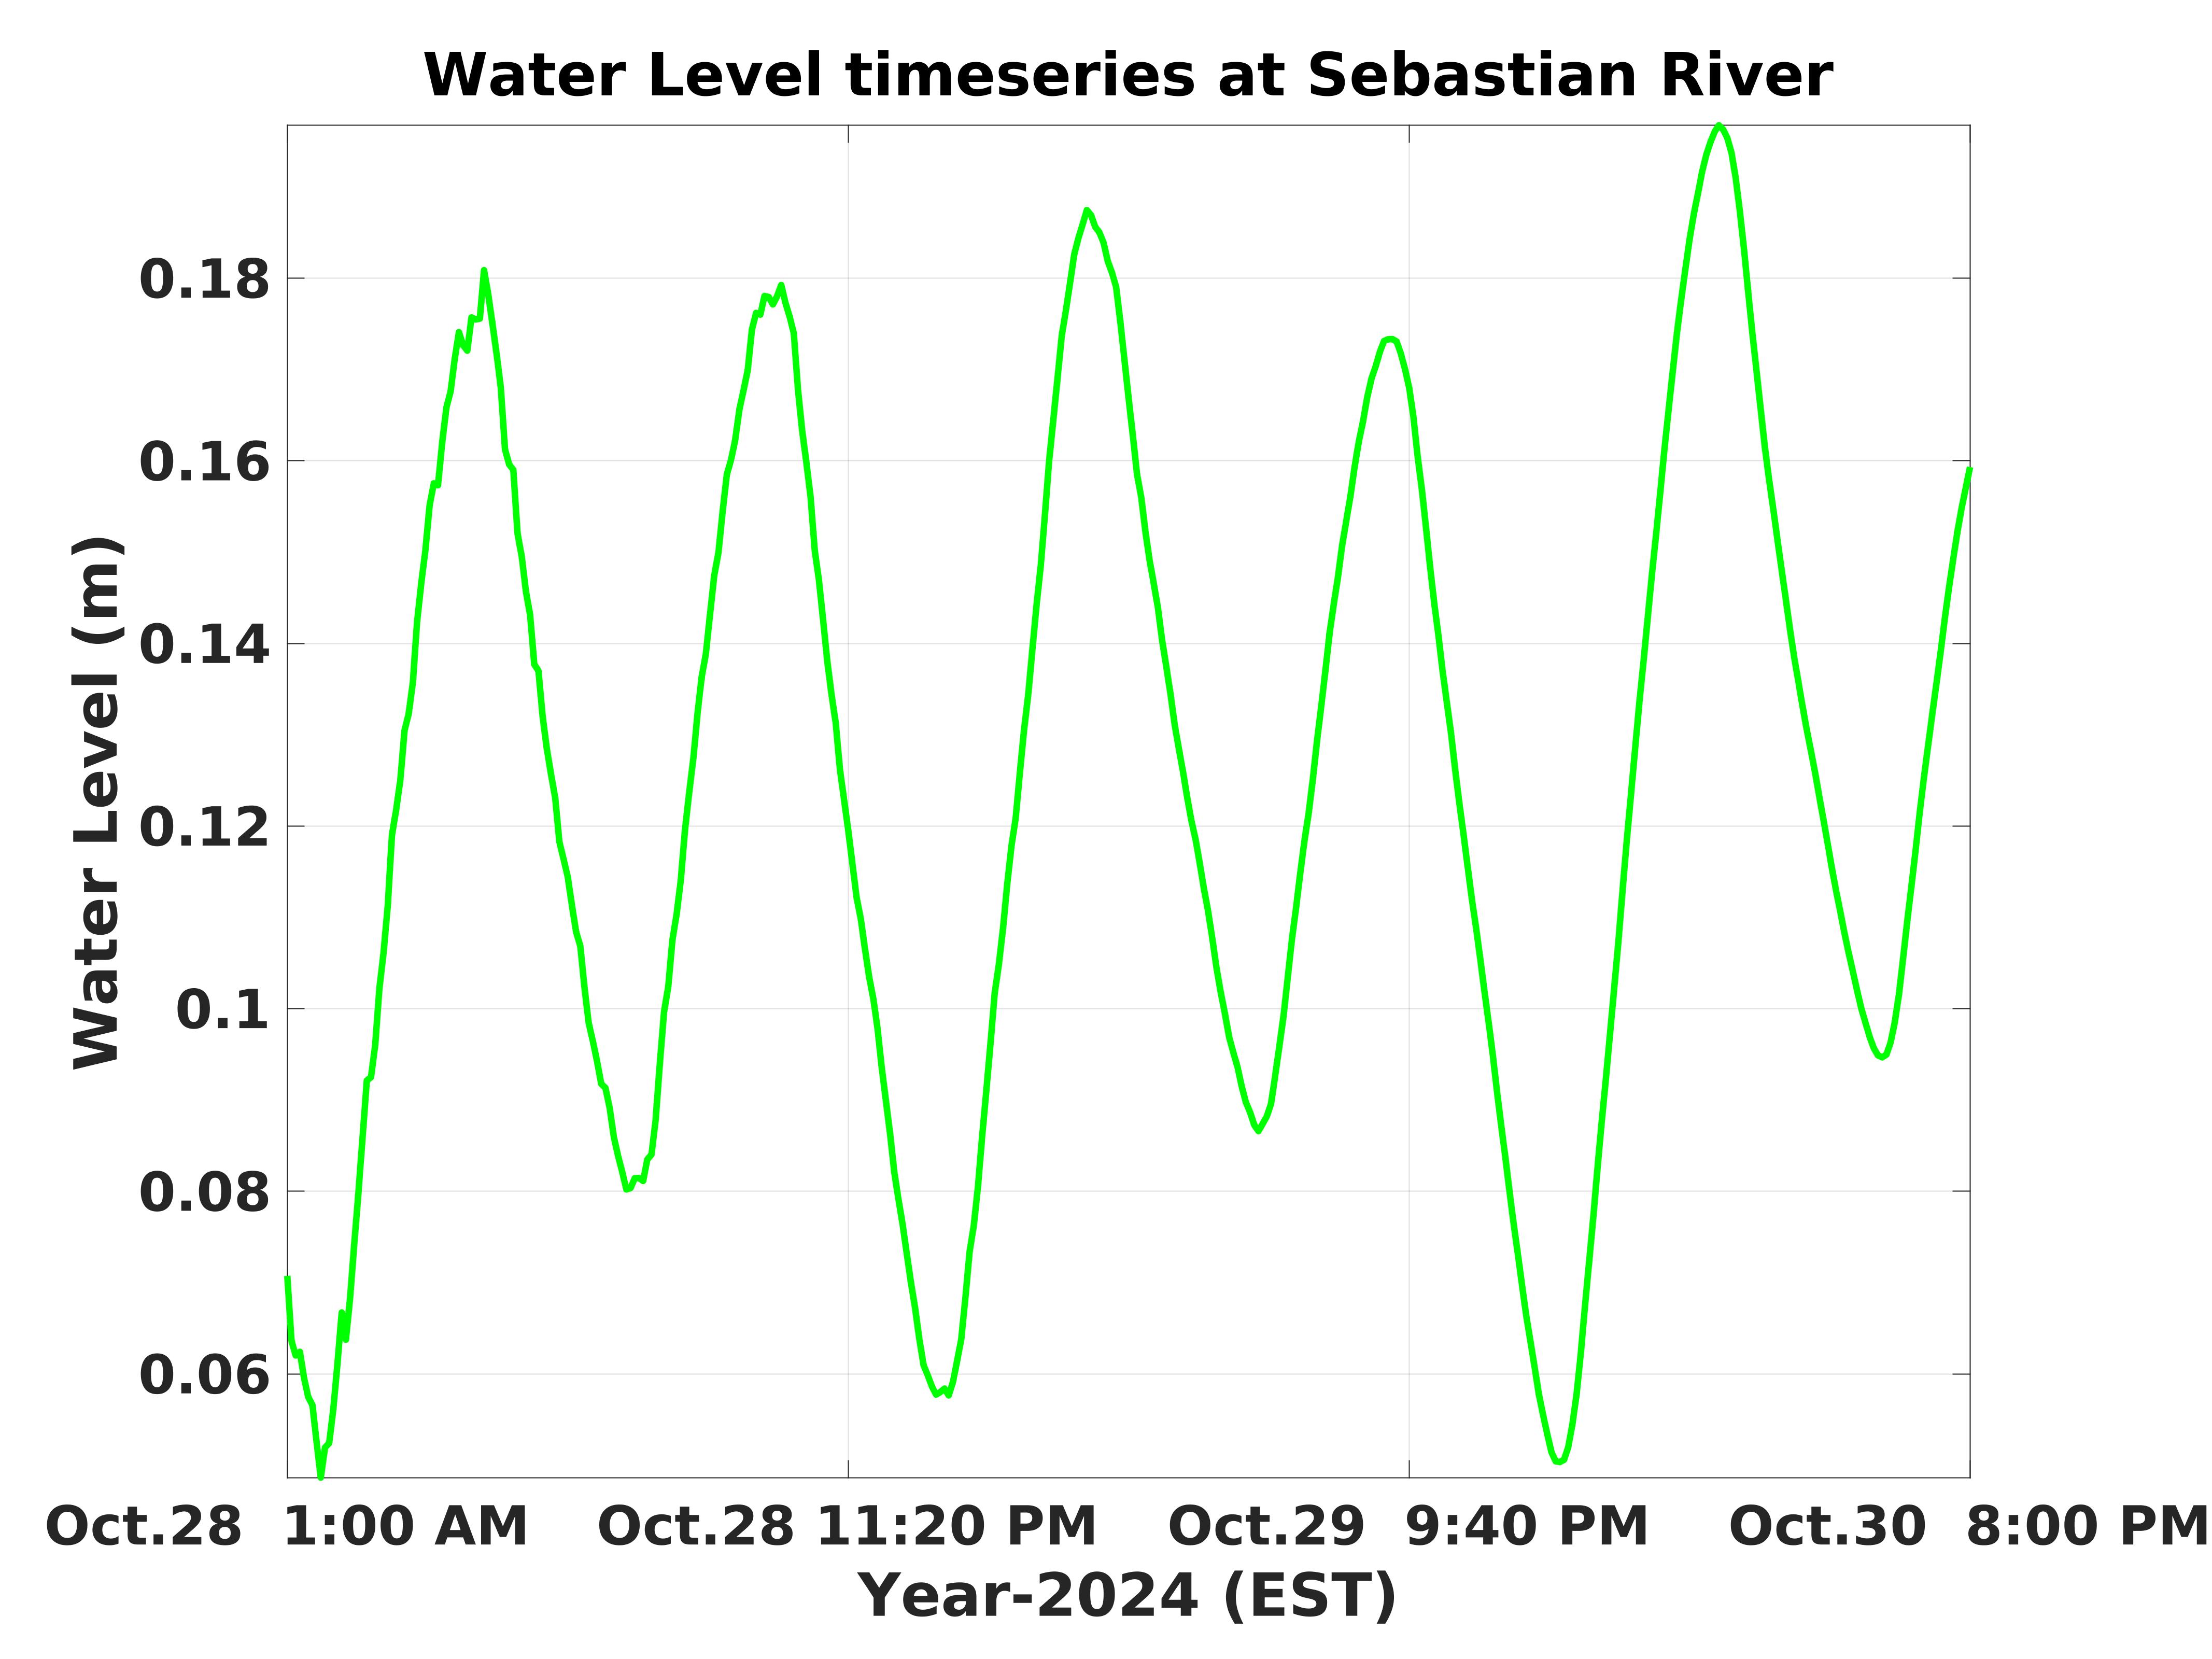 Water Level timeseries at Sebastian River
Water Level (m)
0.18
0.16
0.14
0.12
0.1
0.08
0.06
Oct.28 1:00 AM
Oct.28 11:20 PM
Oct.29 9:40 PM
Oct.30 8:00 PM
Year-2024 (EST)